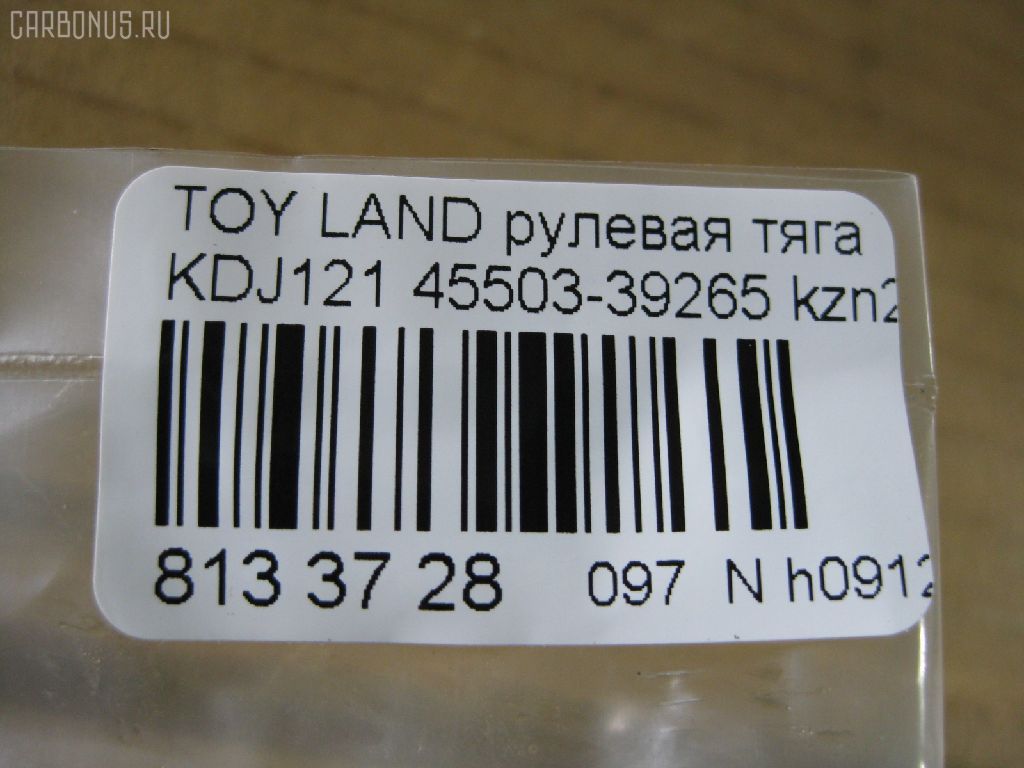 CARBONUS.RU
TOY LAND рулевая тяга
KDJ121 45503-39265 kzn2
813 37 28 097 N h0912